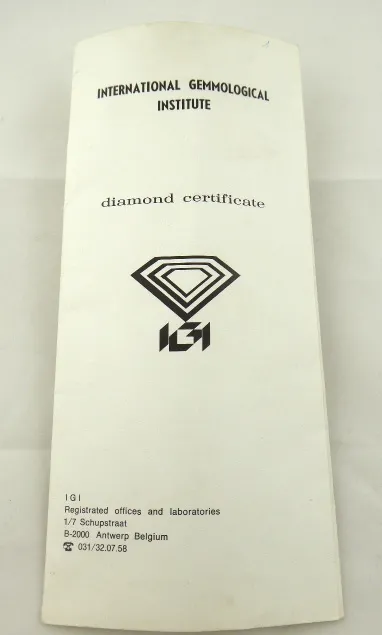 INTERNATIONAL GEMMOLOGICAL
INSTITUTE
diamond certificate
IGI
IGI
Registrated offices and laboratories
1/7 Schupstraat
B-2000 Antwerp Belgium
☎ 031/32.07.58